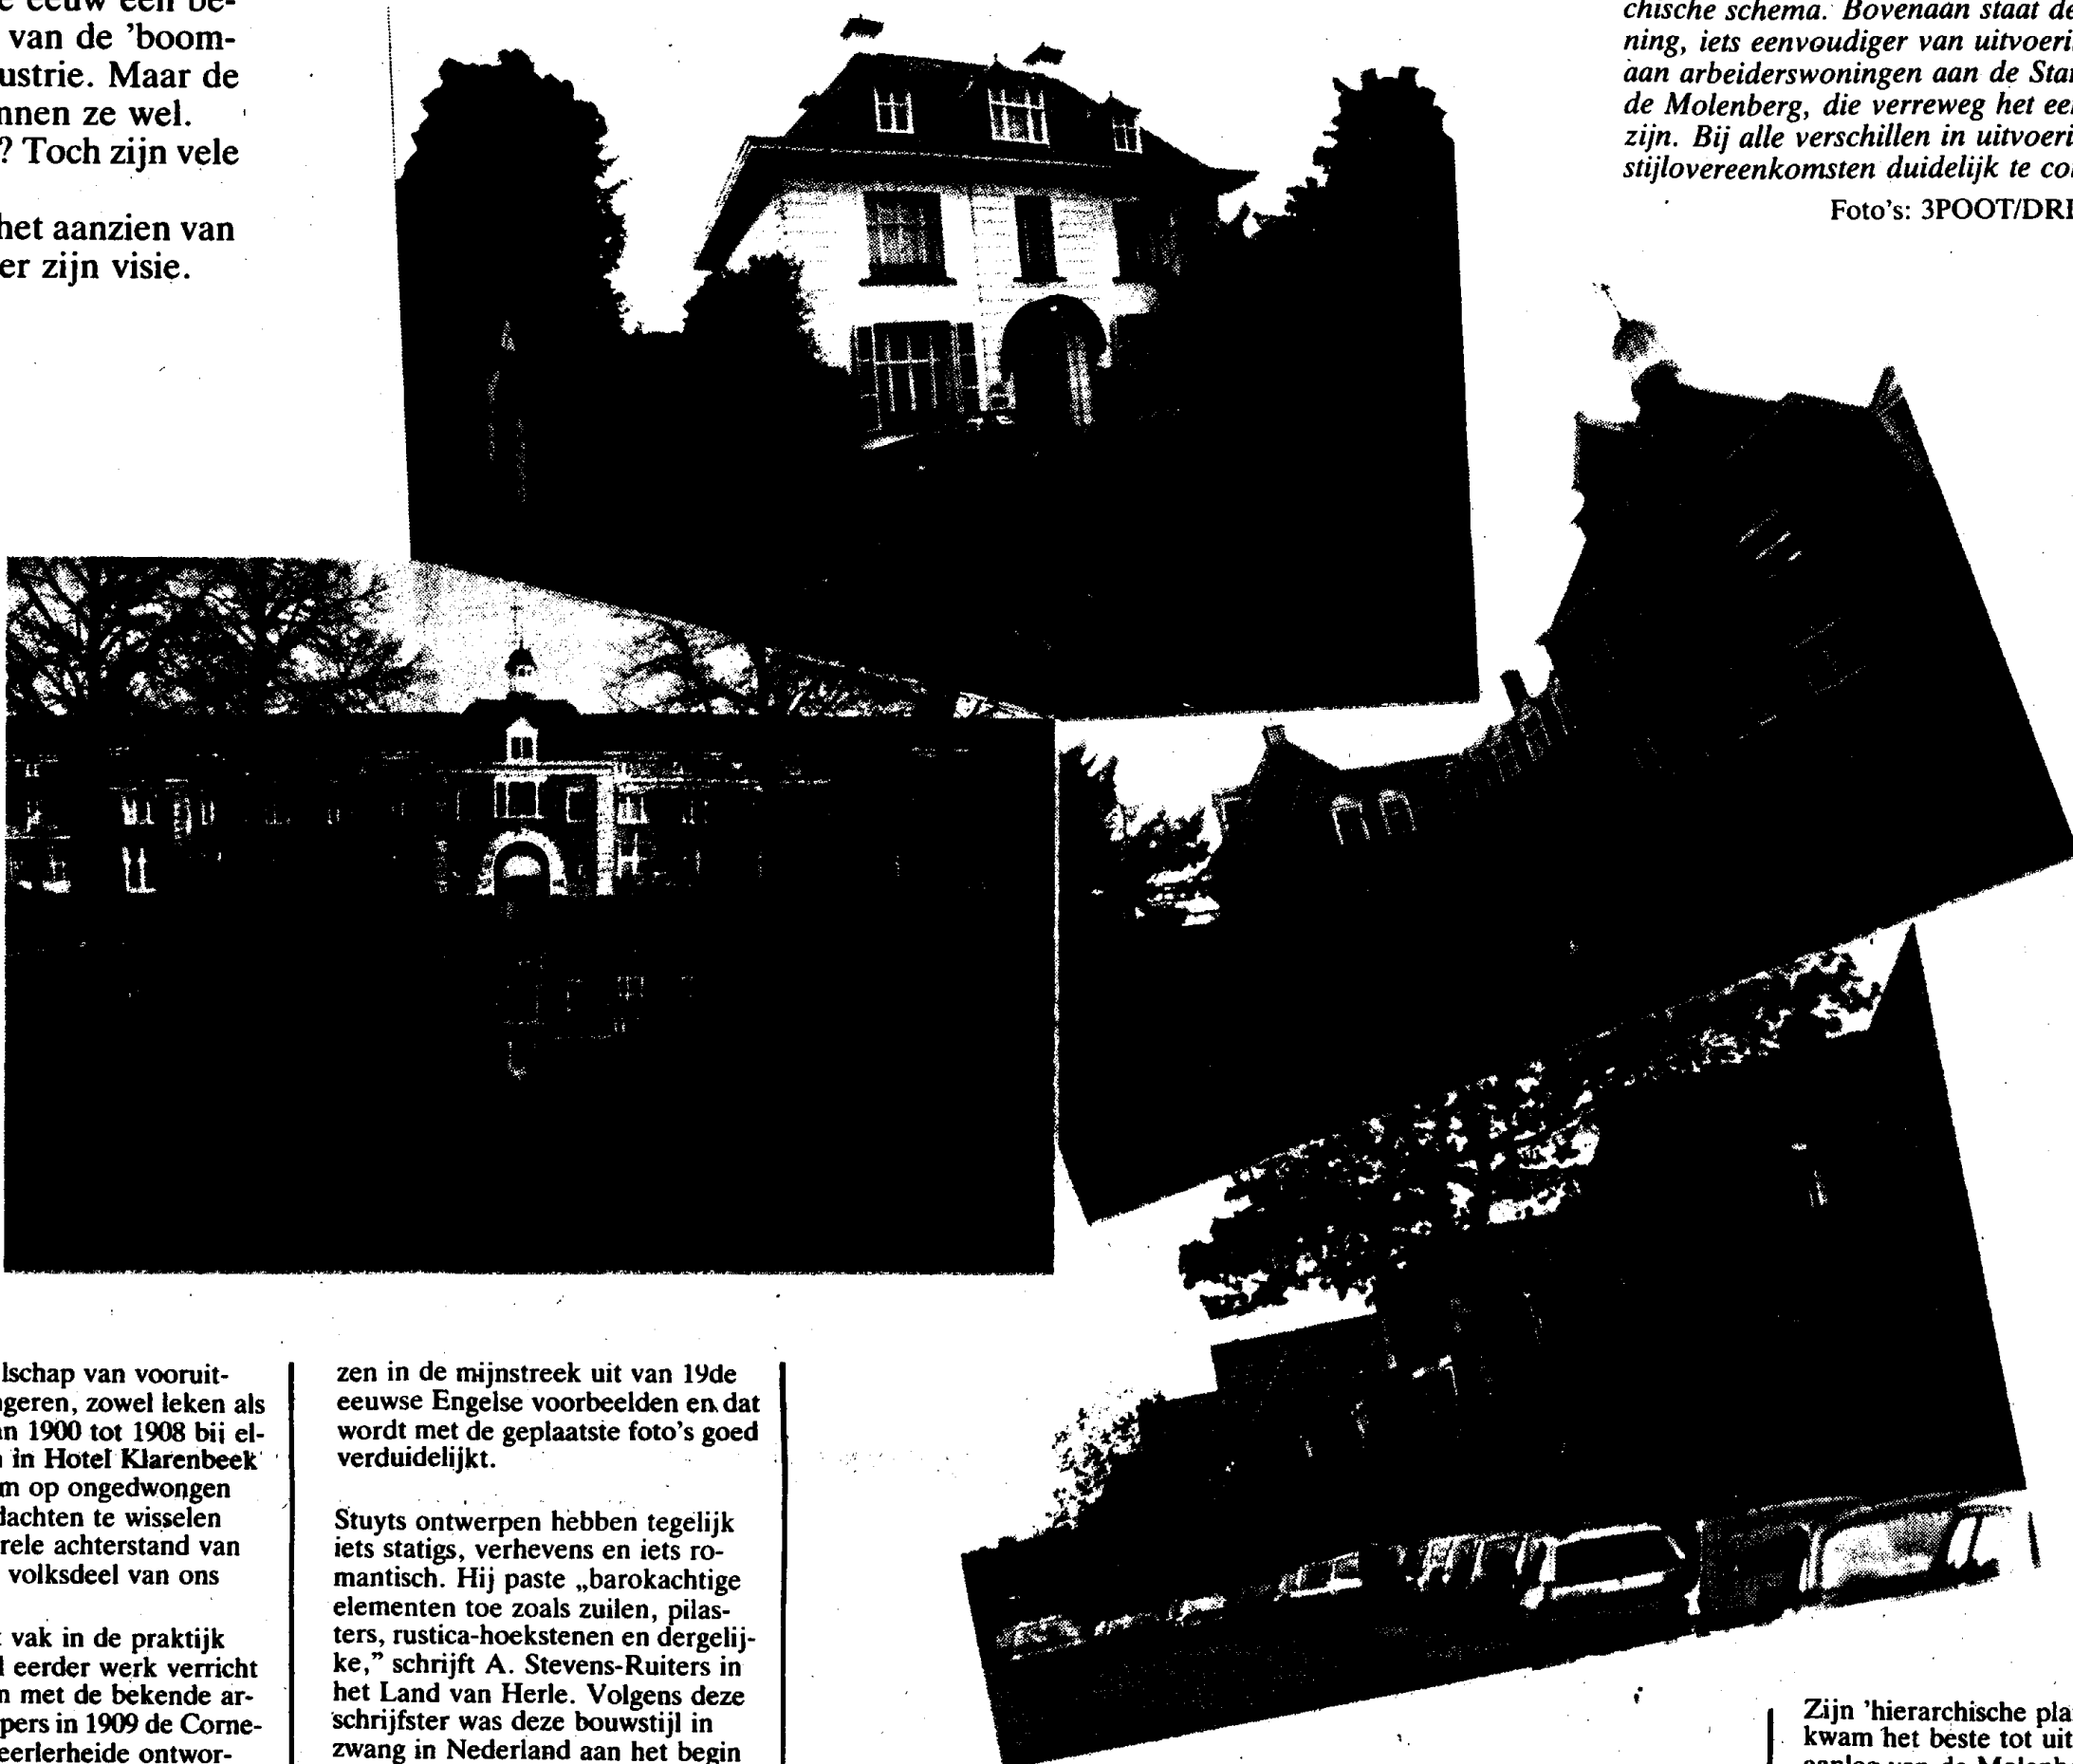 van de ’boom-
ustrie. Maar de
nnen ze wel.
? Toch zijn vele
het aanzien van
er zijn visie.
chische schema. Bovenaan staat de
ning, iets eenvoudiger van uitvoeri
aan arbeiderswoningen aan de Sta
de Molenberg, die verreweg het ee
zijn. Bij alle verschillen in uitvoeri
stijlovereenkomsten duidelijk te co
Foto's: 3POOT/DRI
lschap van vooruit-
geren, zowel leken als
an 1900 tot 1908 bij el-
in Hotel Klarenbeek
m op ongedwongen
dachten te wisselen
rele achterstand van
volksdeel van ons
vak in de praktijk
l eerder werk verricht
n met de bekende ar-
pers in 1909 de Corne-
eerlerheide ontwor-
zen in de mijnstreek uit van 19de
eeuwse Engelse voorbeelden en dat
wordt met de geplaatste foto's goed
verduidelijkt.
Stuyts ontwerpen hebben tegelijk
iets statigs, verhevens en iets ro-
mantisch. Hij paste „barokachtige
elementen toe zoals zuilen, pilas-
ters, rustica-hoekstenen en dergelij-
ke,” schrijft A. Stevens-Ruiters in
het Land van Herle. Volgens deze
schrijfster was deze bouwstijl in
zwang in Nederland aan het begin
Zijn 'hierarchische pla
kwam het beste tot uit